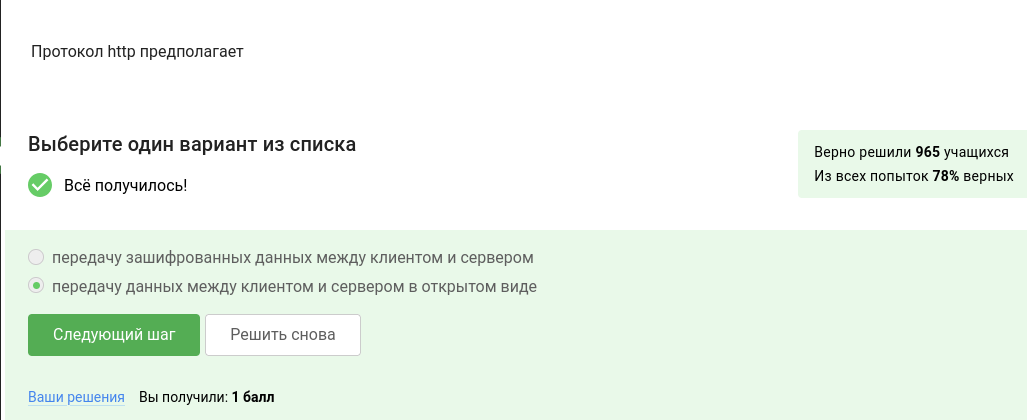 Протокол http предполагает
Выберите один вариант из списка
Всё получилось!
Верно решили 965 учащихся
Из всех попыток 78% верных
передачу зашифрованных данных между клиентом и сервером
передачу данных между клиентом и сервером в открытом виде
Следующий шаг
Решить снова
Ваши решения Вы получили: 1 балл